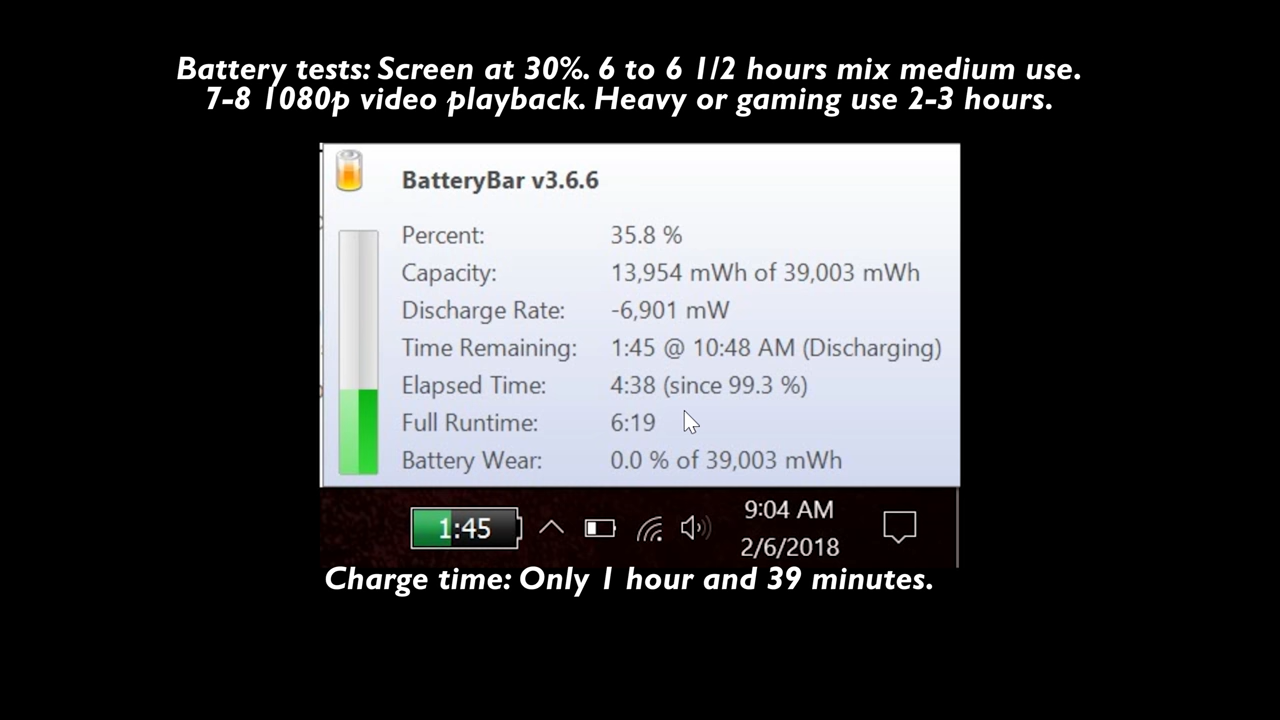 Battery tests: Screen at 30%. 6 to 6 1/2 hours mix medium use.
7-8 1080p video playback. Heavy or gaming use 2-3 hours.
BatteryBar v3.6.6
Percent: 35.8 %
Capacity: 13,954 mWh of 39,003 mWh
Discharge Rate: -6,901 mW
Time Remaining: 1:45 @ 10:48 AM (Discharging)
Elapsed Time: 4:38 (since 99.3 %)
Full Runtime: 6:19
Battery Wear: 0.0 % of 39,003 mWh
1:45
9:04 AM
2/6/2018
Charge time: Only 1 hour and 39 minutes.